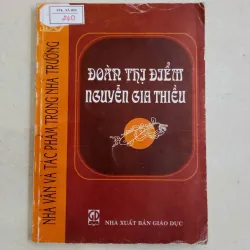 NHÀ VĂN VÀ TÁC PHẨM TRONG NHÀ TRƯỜNG
ĐOÀN THỊ ĐIỂM
NGUYỄN GIA THIỀU
NHÀ XUẤT BẢN GIÁO DỤC